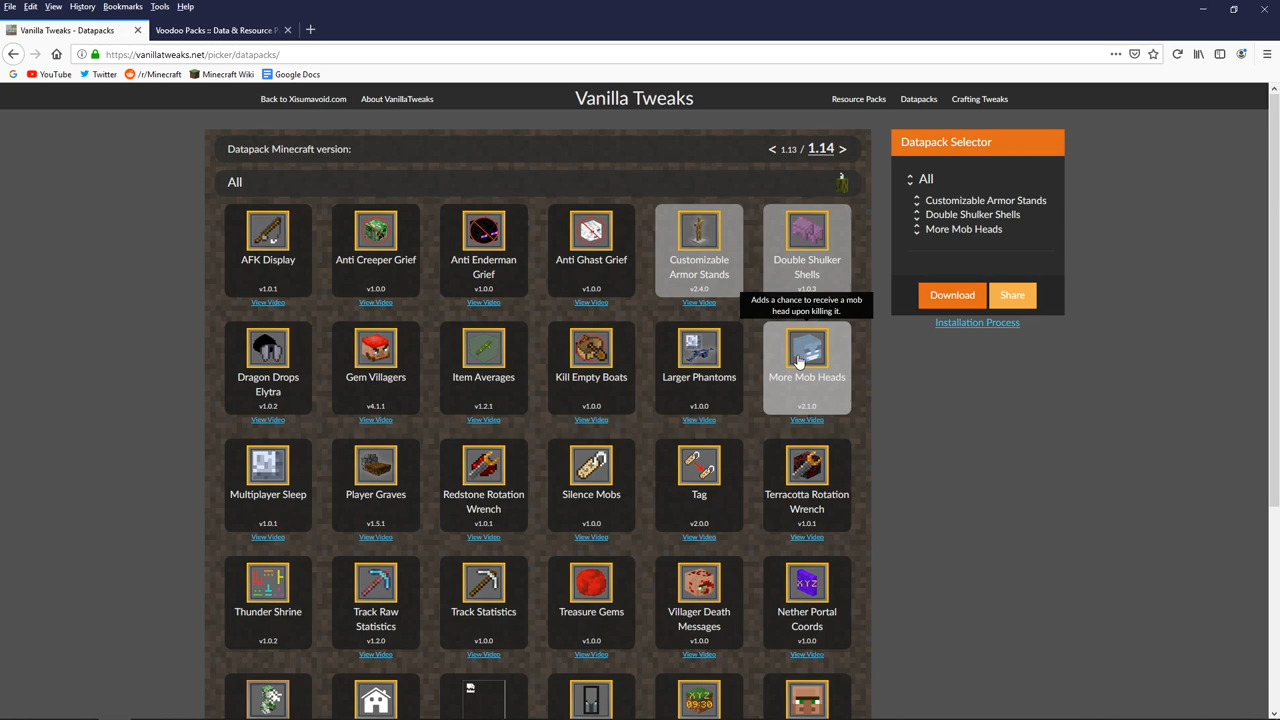 File Edit View History Bookmarks Tools Help
Vanilla Tweaks - Datapacks
Voodoo Packs :: Data & Resource P
https://vanillatweaks.net/picker/datapacks/
YouTube Twitter /r/Minecraft Minecraft Wiki Google Docs
Back to Xisumavoid.com About VanillaTweaks Vanilla Tweaks Resource Packs Datapacks Crafting Tweaks
Datapack Minecraft version: < 1.13 / 1.14 >
All
AFK Display
v1.0.1
View Video
Anti Creeper Grief
v1.0.0
View Video
Anti Enderman
Grief
v1.0.0
View Video
Anti Ghast Grief
v1.0.0
View Video
Customizable
Armor Stands
v2.4.0
Double Shulker
Shells
v1.0.3
Adds a chance to receive a mob
head upon killing it.
Dragon Drops
Elytra
v1.0.2
View Video
Gem Villagers
v4.1.1
View Video
Item Averages
v1.2.1
View Video
Kill Empty Boats
v1.0.0
View Video
Larger Phantoms
v1.0.0
View Video
More Mob Heads
v2.1.0
View Video
Multiplayer Sleep
v1.0.1
View Video
Player Graves
v1.5.1
View Video
Redstone Rotation
Wrench
v1.0.1
View Video
Silence Mobs
v1.0.0
View Video
Tag
v2.0.0
View Video
Terracotta Rotation
Wrench
v1.0.1
View Video
Thunder Shrine
v1.0.2
View Video
Track Raw
Statistics
v1.2.0
View Video
Track Statistics
v1.0.0
View Video
Treasure Gems
v1.0.0
View Video
Villager Death
Messages
v1.0.0
View Video
XYZ
Nether Portal
Coords
v1.0.0
View Video
XYZ
09:30
Datapack Selector
All
Customizable Armor Stands
Double Shulker Shells
More Mob Heads
Download
Share
Installation Process